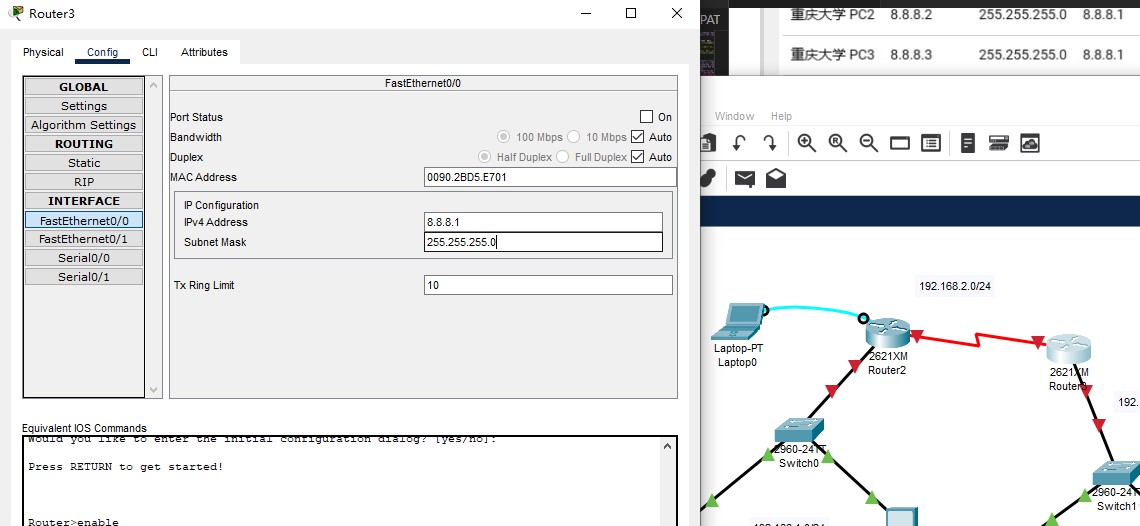 Router3
Physical
Config
CLI
Attributes
GLOBAL
Settings
Algorithm Settings
ROUTING
Static
RIP
INTERFACE
FastEthernet0/0
FastEthernet0/1
Serial0/0
Serial0/1
FastEthernet0/0
Port Status
On
Bandwidth
100 Mbps
10 Mbps
Auto
Duplex
Half Duplex
Full Duplex
Auto
MAC Address
0090.2BD5.E701
IP Configuration
IPv4 Address
8.8.8.1
Subnet Mask
255.255.255.0
Tx Ring Limit
10
Equivalent IOS Commands
Would you like to enter the initial configuration dialog? [yes/no]:
Press RETURN to get started!
Router>enable
PAT
重庆大学 PC2 8.8.8.2 255.255.255.0 8.8.8.1
重庆大学 PC3 8.8.8.3 255.255.255.0 8.8.8.1
Window Help
192.168.2.0/24
Laptop-PT
Laptop0
2621XM
Router2
2621XM
Router3
192.
2960-24TT
Switch0
2960-24TT
Switch1